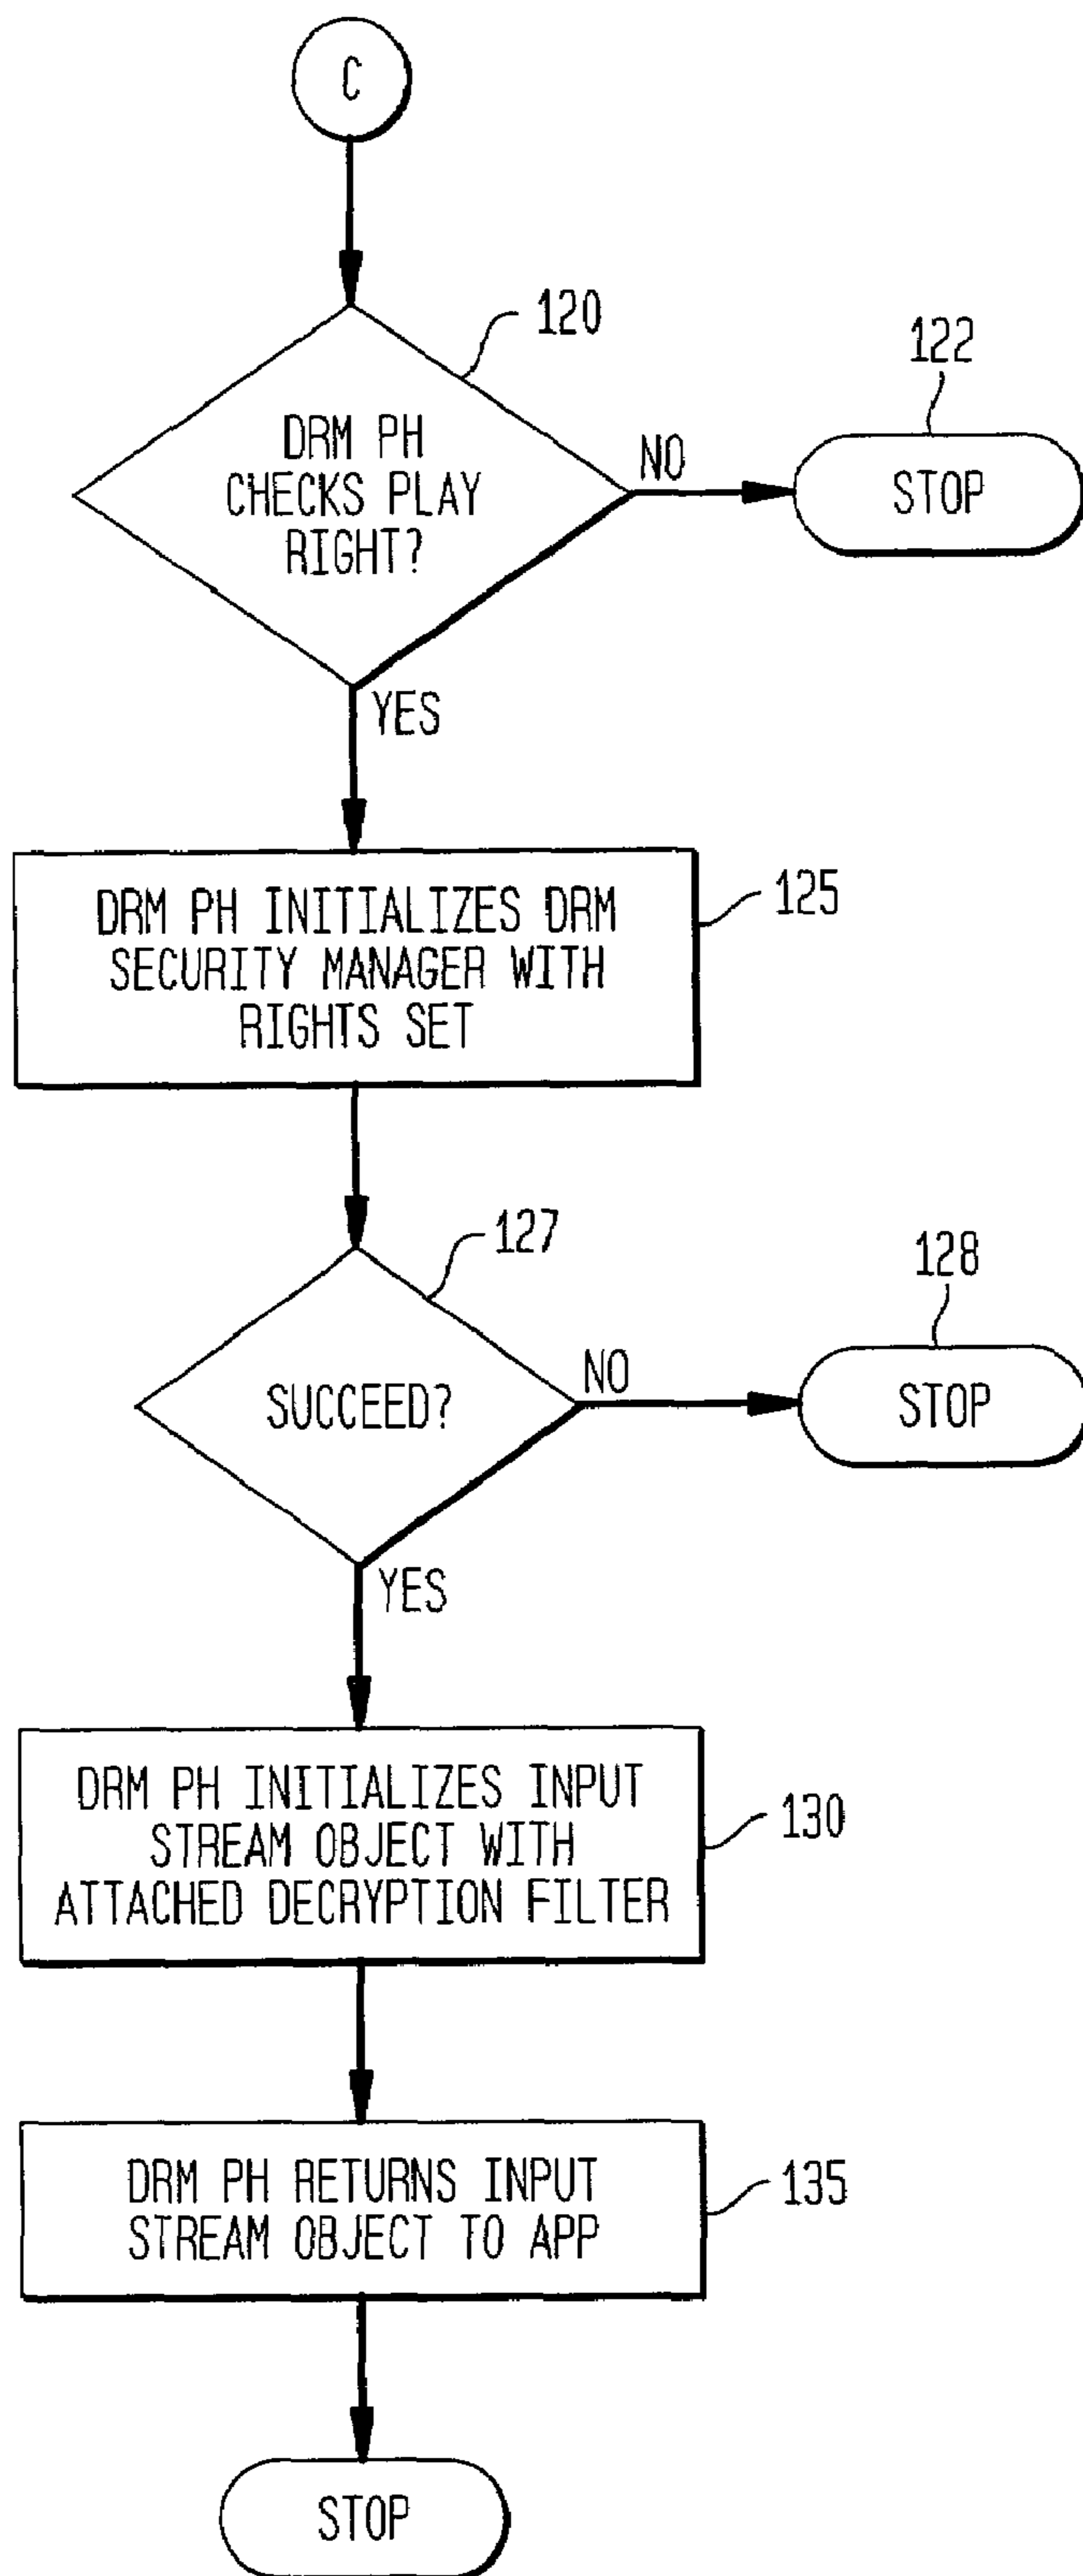 C
120
DRM PH
CHECKS PLAY
RIGHT?
NO
122
STOP
YES
DRM PH INITIALIZES DRM
SECURITY MANAGER WITH
RIGHTS SET
125
127
SUCCEED?
NO
128
STOP
YES
DRM PH INITIALIZES INPUT
STREAM OBJECT WITH
ATTACHED DECRYPTION FILTER
130
DRM PH RETURNS INPUT
STREAM OBJECT TO APP
135
STOP